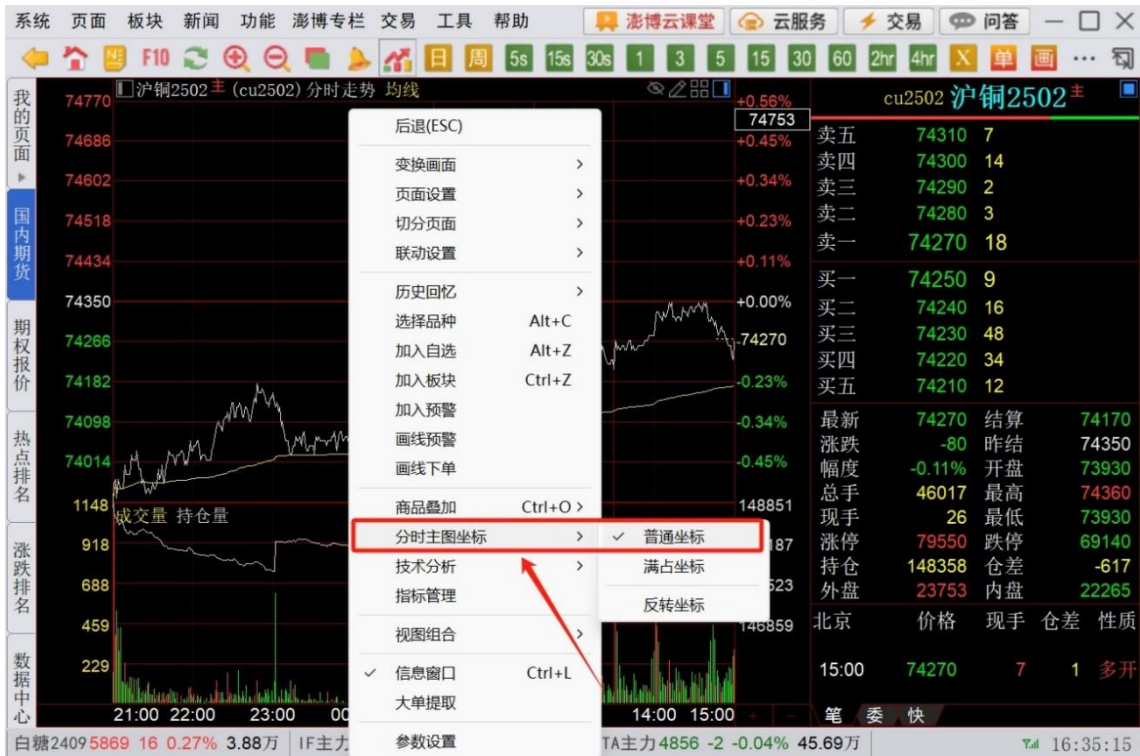 系统 页面 板块 新闻 功能 澎博专栏 交易 工具 帮助 澎博云课堂 云服务 交易 问答
F10 日 周 5s 15s 30s 1 3 5 15 30 60 2hr 4hr X 单 画 ...
我的页面
国内期货
期权报价
热点排名
涨跌排名
数据中心
沪铜2502主 (cu2502) 分时走势 均线
74770
74686
74602
74518
74434
74350
74266
74182
74098
74014
+0.56%
74753
+0.45%
+0.34%
+0.23%
+0.11%
+0.00%
74270
-0.23%
-0.34%
-0.45%
成交量 持仓量
1148
918
688
459
229
148851
187
523
146859
21:00 22:00 23:00 00
14:00 15:00
后退(ESC)
变换画面
页面设置
切分页面
联动设置
历史回忆
选择品种 Alt+C
加入自选 Alt+Z
加入板块 Ctrl+Z
加入预警
画线预警
画线下单
商品叠加 Ctrl+O
分时主图坐标
技术分析
指标管理
视图组合
信息窗口 Ctrl+L
大单提取
参数设置
普通坐标
满占坐标
反转坐标
cu2502 沪铜2502主
卖五 74310 7
卖四 74300 14
卖三 74290 2
卖二 74280 3
卖一 74270 18
买一 74250 9
买二 74240 16
买三 74230 48
买四 74220 34
买五 74210 12
最新 74270 结算 74170
涨跌 -80 昨结 74350
幅度 -0.11% 开盘 73930
总手 46017 最高 74360
现手 26 最低 73930
涨停 79550 跌停 69140
持仓 148358 仓差 -617
外盘 23753 内盘 22265
北京 价格 现手 仓差 性质
15:00 74270 7 1 多开
笔 委 快
白糖2409 5869 16 0.27% 3.88万 IF主力
TA主力 4856 -2 -0.04% 45.69万 16:35:15